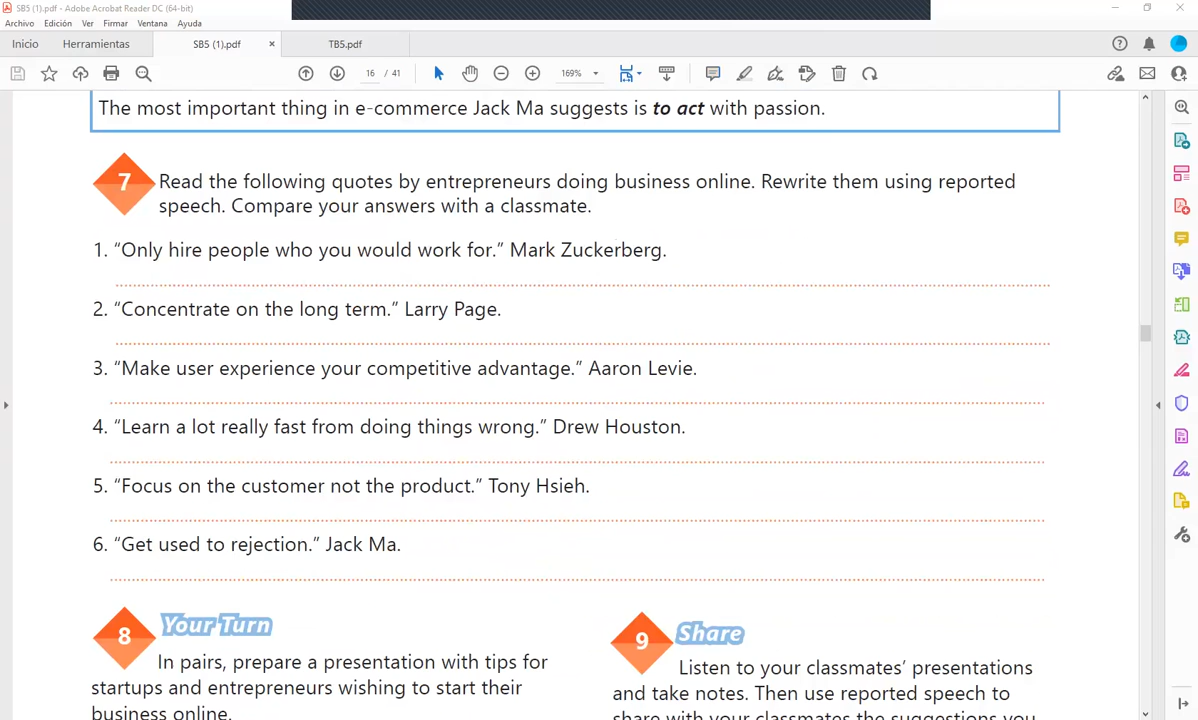 SB5 (1).pdf - Adobe Acrobat Reader DC (64-bit)
Archivo Edición Ver Firmar Ventana Ayuda
Inicio Herramientas SB5 (1).pdf × TB5.pdf
16 / 41 169%
The most important thing in e-commerce Jack Ma suggests is to act with passion.
7 Read the following quotes by entrepreneurs doing business online. Rewrite them using reported
speech. Compare your answers with a classmate.
1. “Only hire people who you would work for.” Mark Zuckerberg.
2. “Concentrate on the long term.” Larry Page.
3. “Make user experience your competitive advantage.” Aaron Levie.
4. “Learn a lot really fast from doing things wrong.” Drew Houston.
5. “Focus on the customer not the product.” Tony Hsieh.
6. “Get used to rejection.” Jack Ma.
8 Your Turn
In pairs, prepare a presentation with tips for
startups and entrepreneurs wishing to start their
business online.
9 Share
Listen to your classmates’ presentations
and take notes. Then use reported speech to
share with your classmates the suggestions you